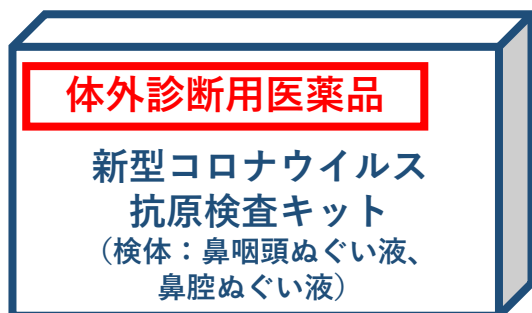 体外診断用医薬品
新型コロナウイルス
抗原検査キット
（検体：鼻咽頭ぬぐい液、
鼻腔ぬぐい液）